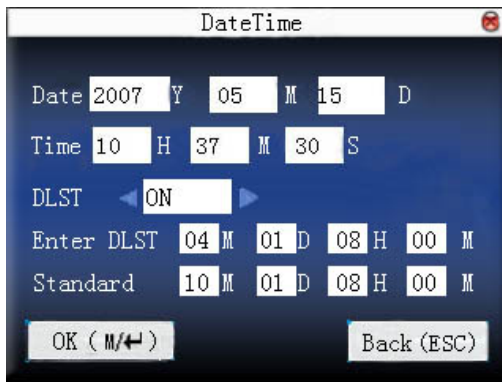 DateTime
Date 2007 Y 05 M 15 D
Time 10 H 37 M 30 S
DLST ON
Enter DLST 04 M 01 D 08 H 00 M
Standard 10 M 01 D 08 H 00 M
OK (M/↵) Back (ESC)